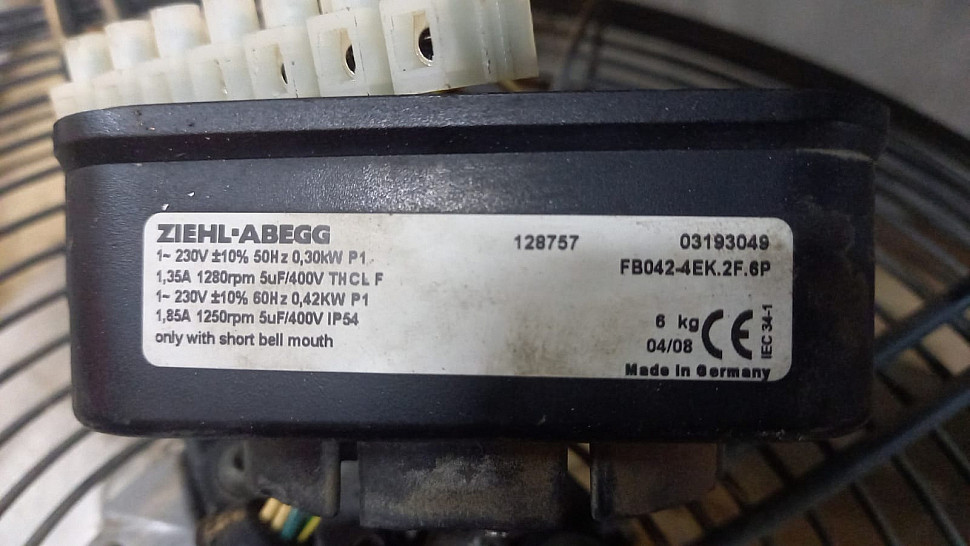 ZIEHL-ABEGG 128757 03193049
1~ 230V ±10% 50Hz 0,30kW P1 FB042-4EK.2F.6P
1,35A 1280rpm 5uF/400V THCL F
1~ 230V ±10% 60Hz 0,42KW P1
1,85A 1250rpm 5uF/400V IP54 6 kg CE IEC 34-1
only with short bell mouth 04/08
Made in Germany